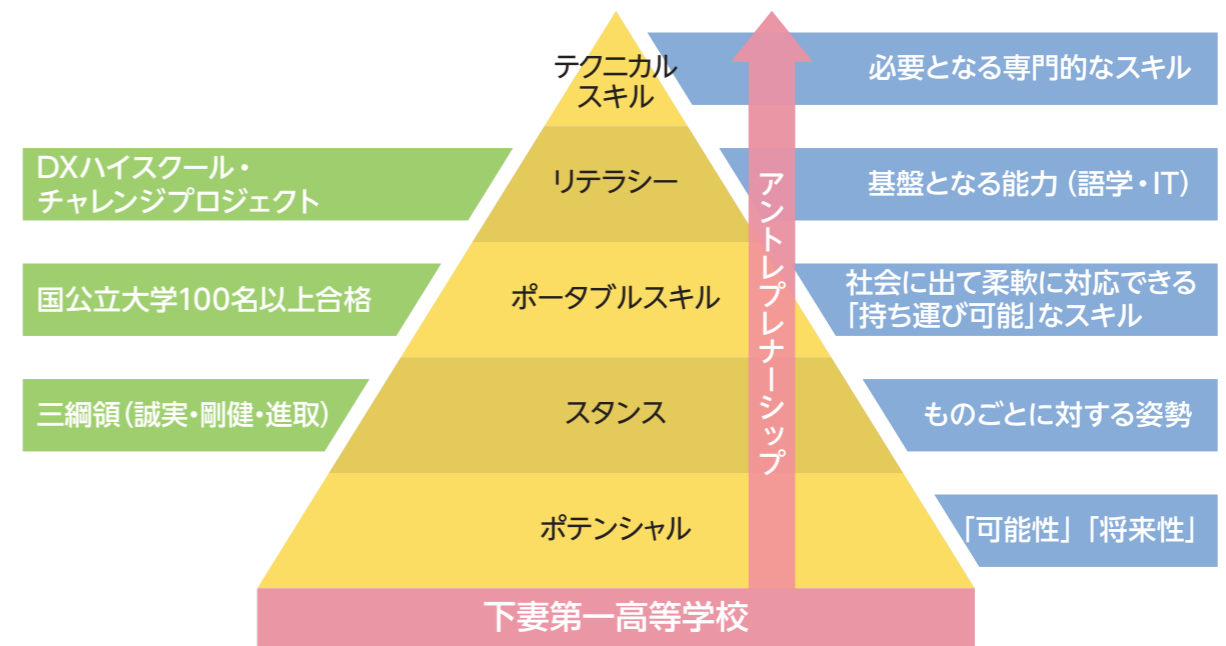 テクニカル
スキル
必要となる専門的なスキル
DXハイスクール・
チャレンジプロジェクト
リテラシー
基盤となる能力（語学・IT）
国公立大学100名以上合格
ポータブルスキル
社会に出て柔軟に対応できる
「持ち運び可能」なスキル
三綱領（誠実・剛健・進取）
スタンス
ものごとに対する姿勢
ポテンシャル
「可能性」「将来性」
アントレプレナーシップ
下妻第一高等学校